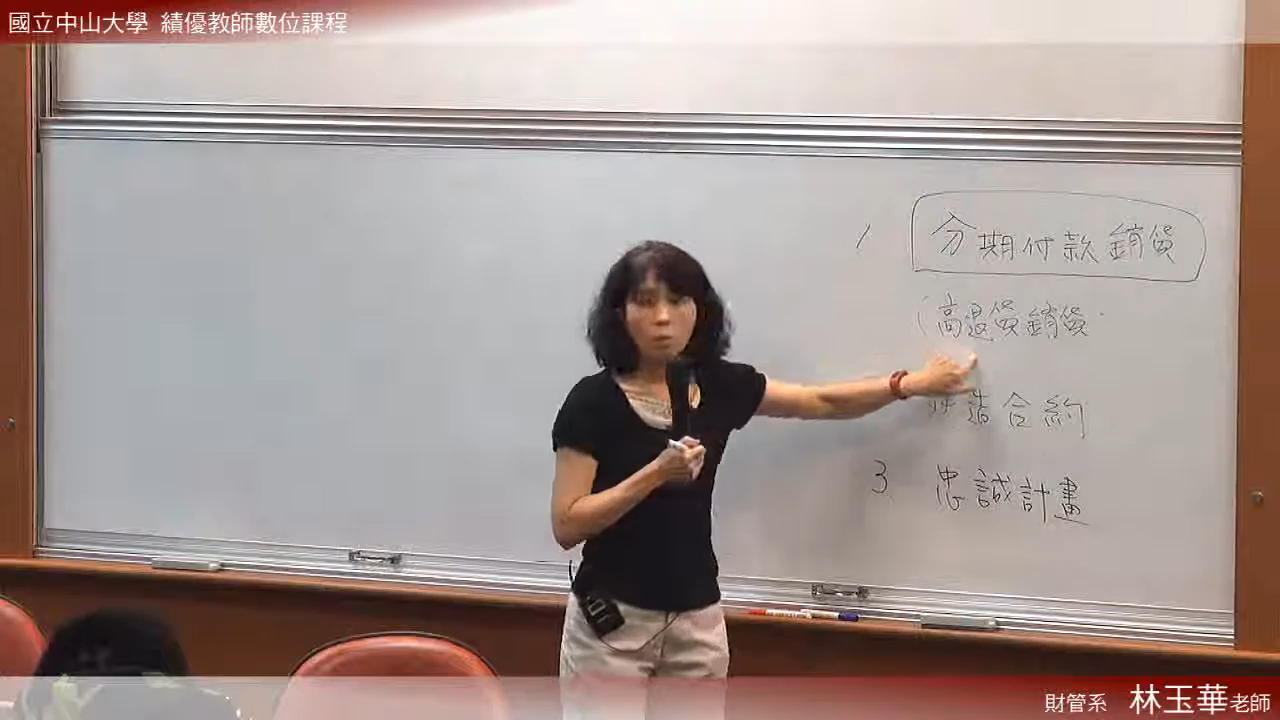 國立中山大學 績優教師數位課程
1 分期付款銷貨
(高退貨銷貨
造合約
3 忠誠計畫
財管系 林玉華老師